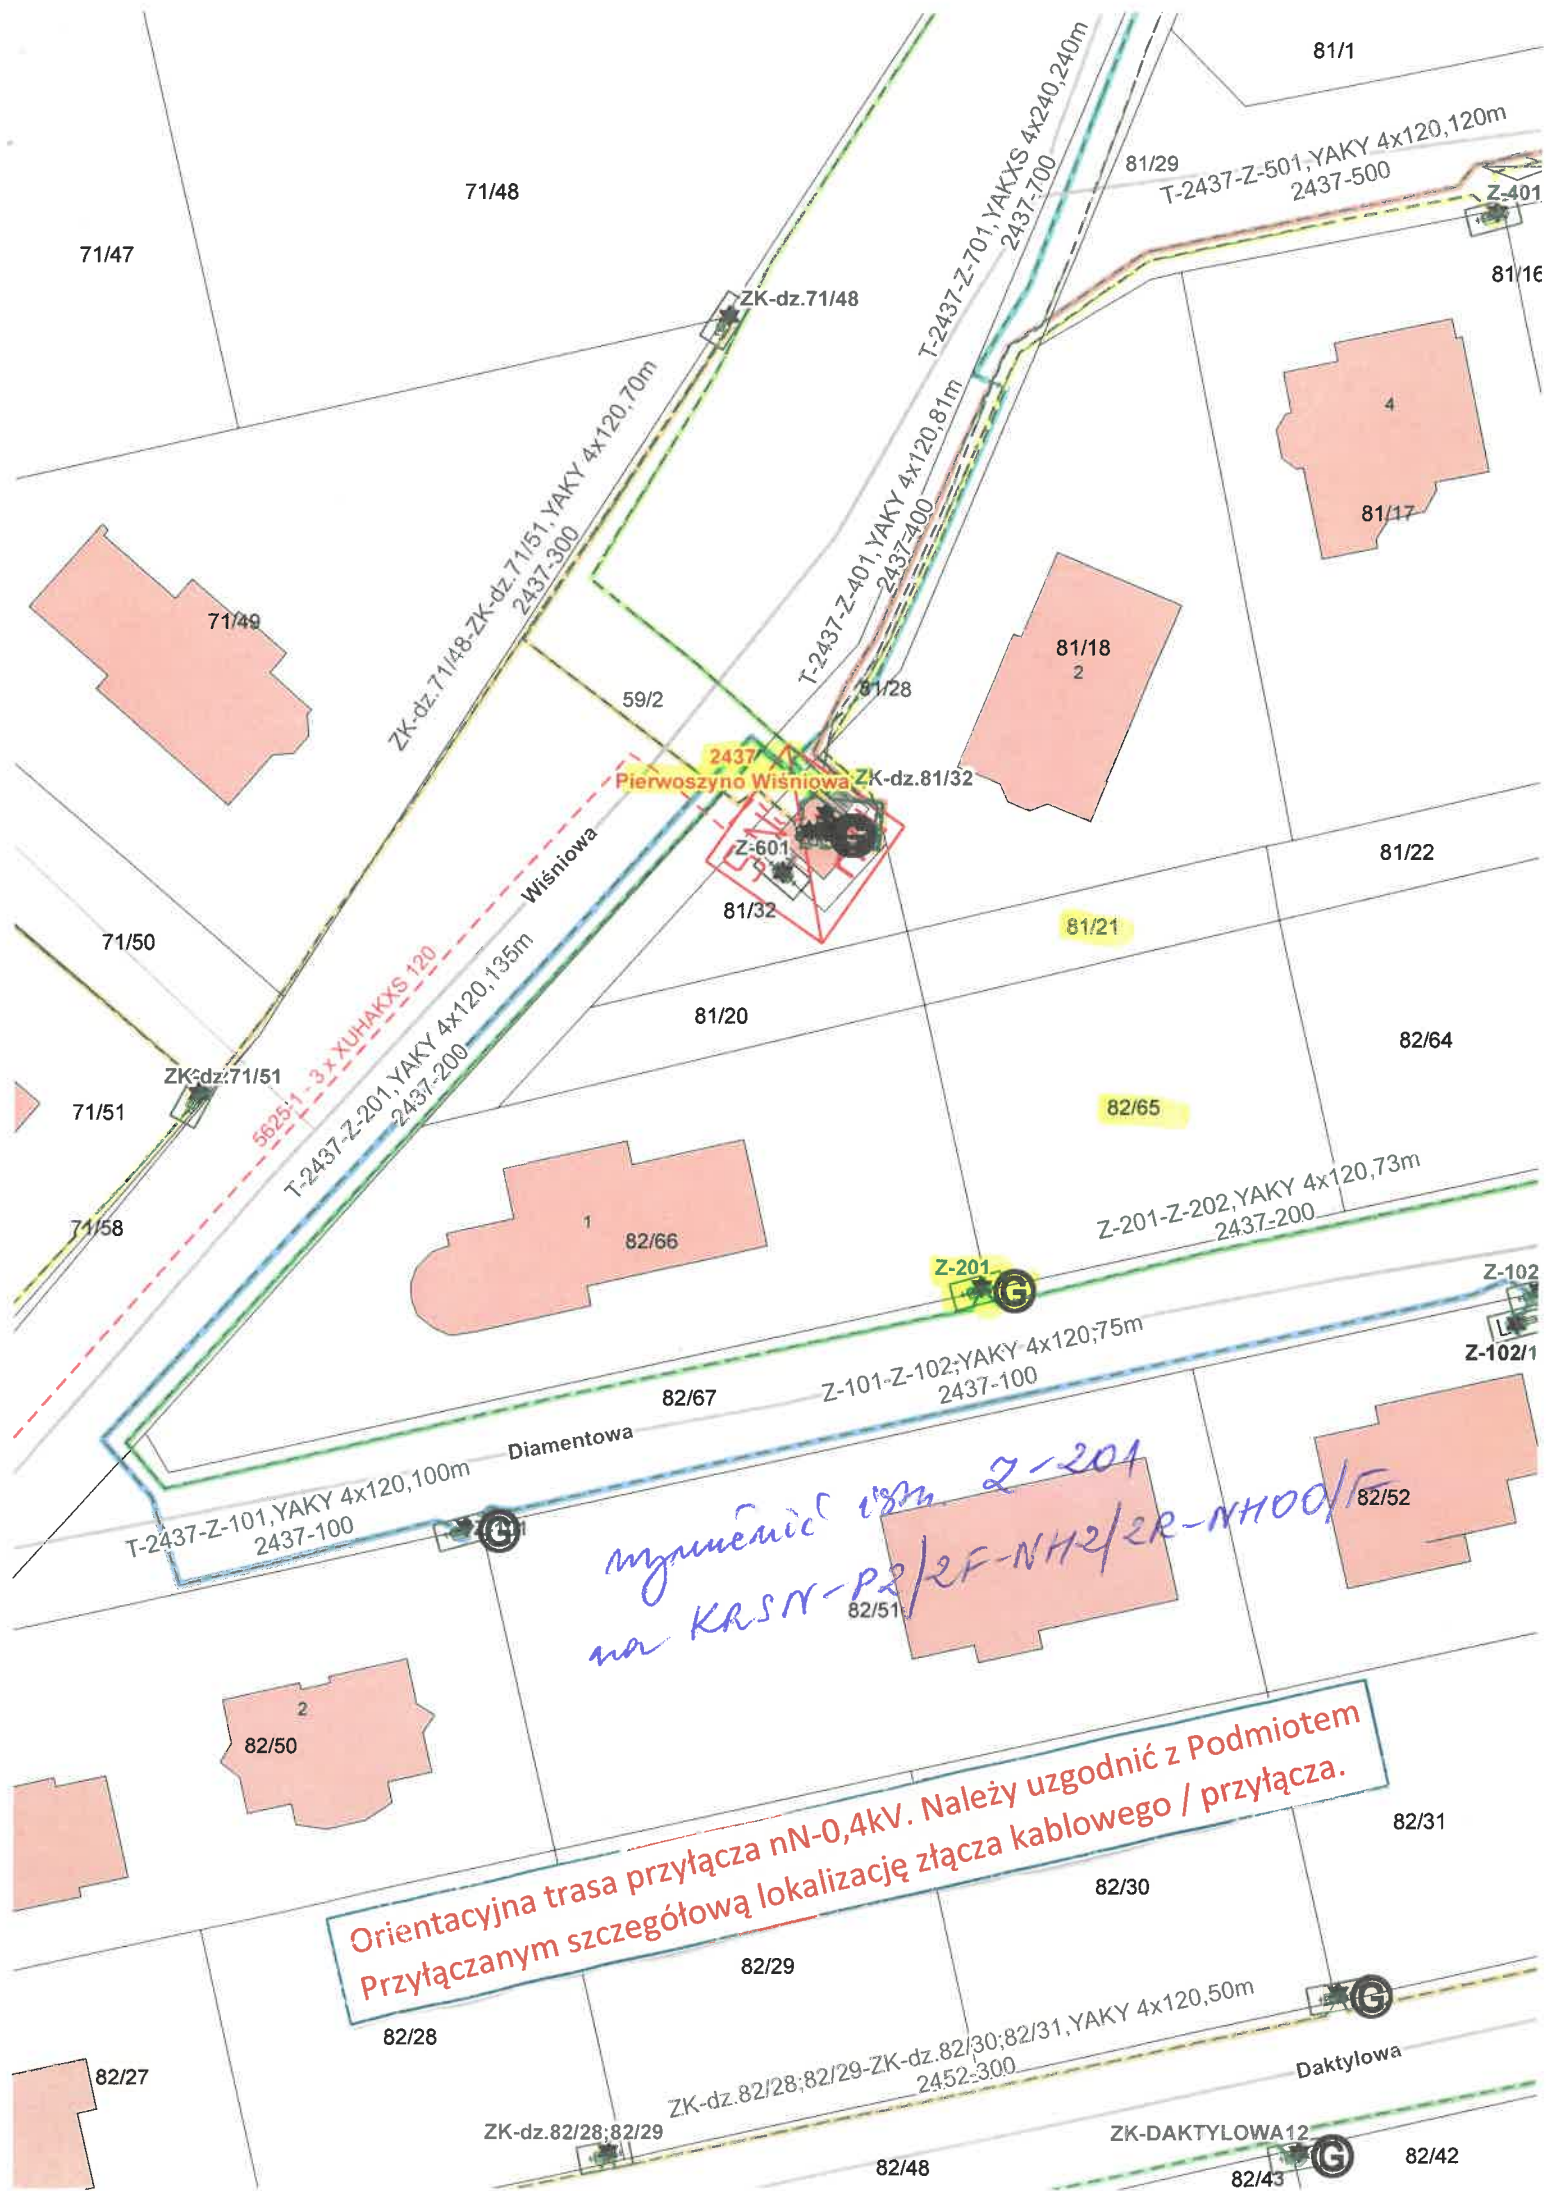 81/1
T-2437-Z-701,YAKXS 4x240,240m
2437-700
81/29
T-2437-Z-501,YAKY 4x120,120m
2437-500
Z-401
71/48
71/47
81/16
ZK-dz.71/48
ZK-dz.71/48-ZK-dz.71/51,YAKY 4x120,70m
2437-300
T-2437-Z-401,YAKY 4x120,81m
2437-400
4
81/17
71/49
81/18
2
59/2
81/28
2437
Pierwoszyno Wiśniowa
ZK-dz.81/32
Z-601
G
81/22
Wiśniowa
81/32
81/21
71/50
5625-1 - 3 x XUHAKXS 120
T-2437-Z-201,YAKY 4x120,135m
2437-200
81/20
82/64
ZK-dz.71/51
71/51
82/65
71/58
1
82/66
Z-201-Z-202,YAKY 4x120,73m
2437-200
Z-201
G
Z-102
Z-102/1
Z-101-Z-102;YAKY 4x120,75m
2437-100
82/67
Diamentowa
T-2437-Z-101,YAKY 4x120,100m
2437-100
G
wymienić istn. Z-201
na KRSN-P2/2F-NH2/2R-NH00/F
82/52
82/51
2
82/50
Orientacyjna trasa przyłącza nN-0,4kV. Należy uzgodnić z Podmiotem
Przyłączanym szczegółową lokalizację złącza kablowego / przyłącza.
82/31
82/30
82/29
82/28
82/27
ZK-dz.82/28;82/29-ZK-dz.82/30;82/31,YAKY 4x120,50m
2452-300
G
Daktylowa
ZK-dz.82/28;82/29
ZK-DAKTYLOWA12
G
82/48
82/43
82/42